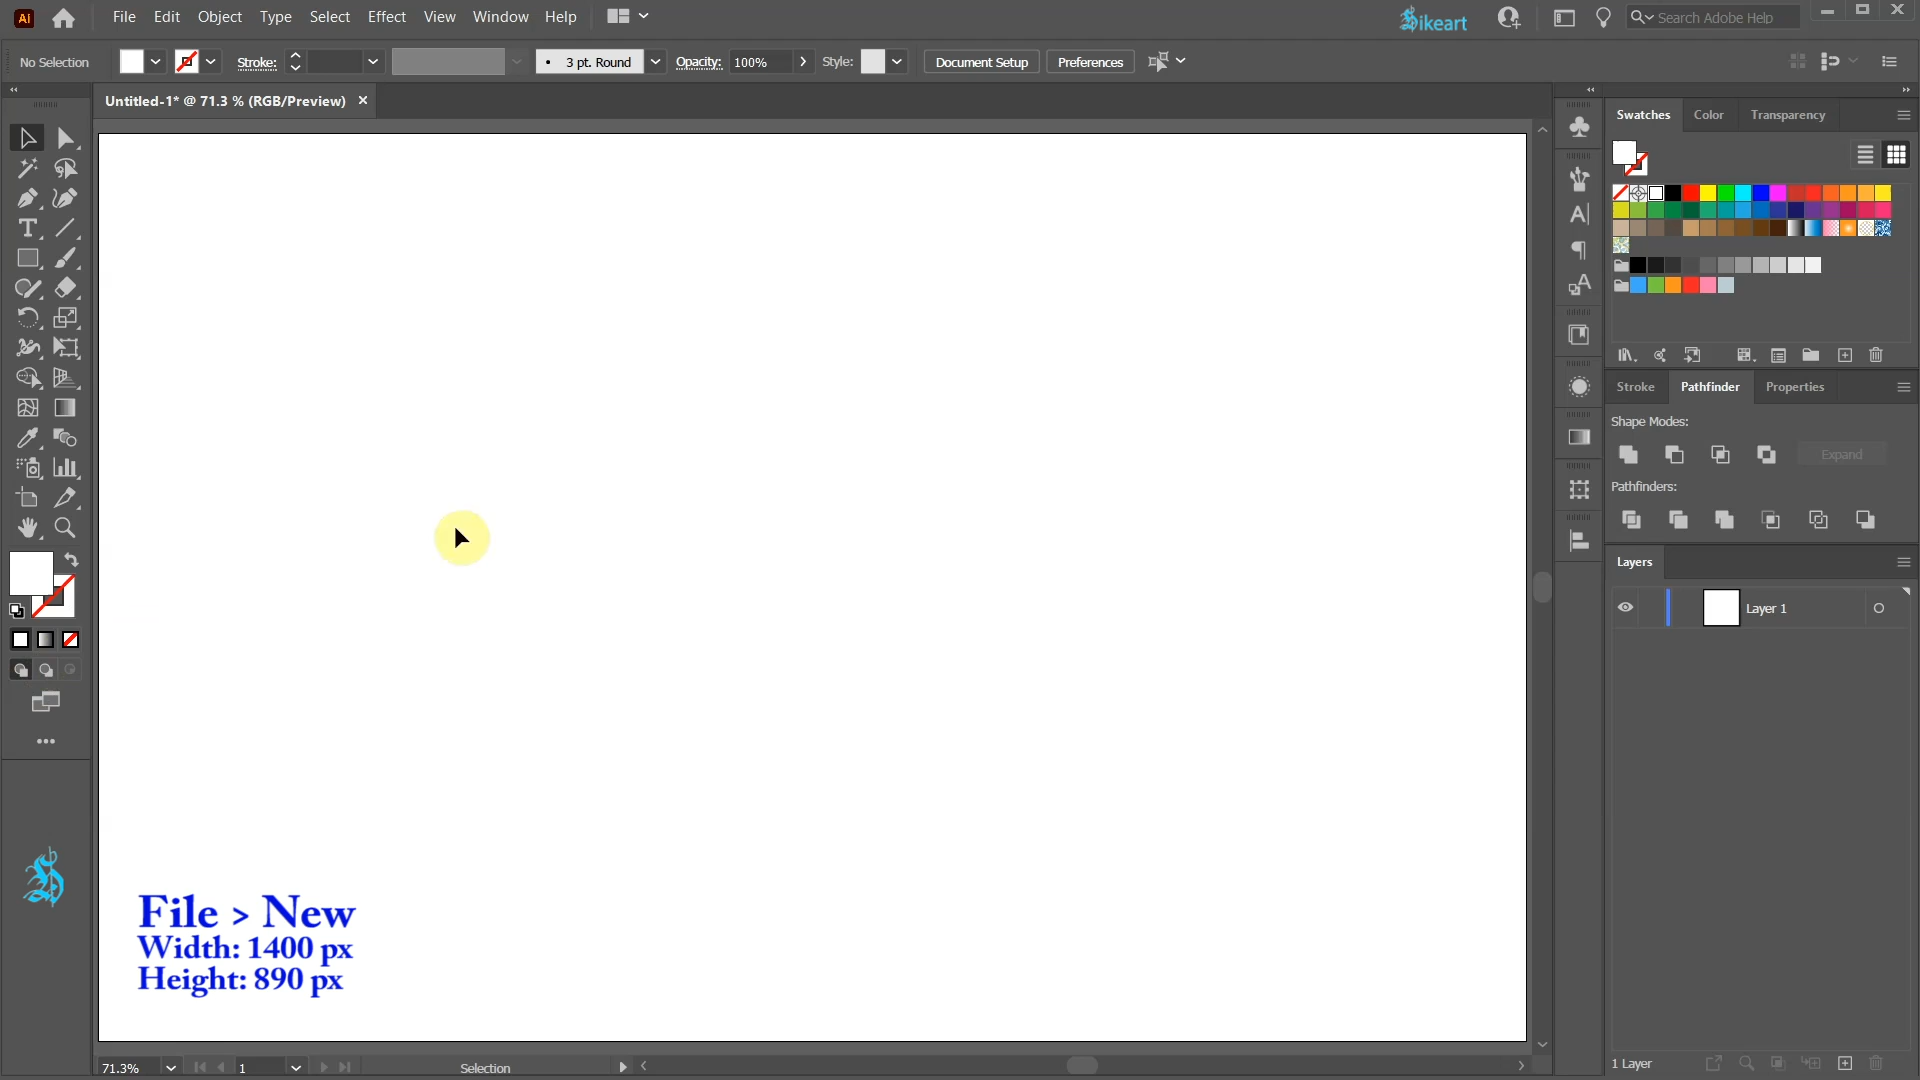 Ai File Edit Object Type Select Effect View Window Help Sikeart Search Adobe Help
No Selection Stroke: 3 pt. Round Opacity: 100% Style: Document Setup Preferences
Untitled-1* @ 71.3 % (RGB/Preview)
Swatches Color Transparency
Stroke Pathfinder Properties
Shape Modes:
Expand
Pathfinders:
Layers
Layer 1
File > New
Width: 1400 px
Height: 890 px
71.3% 1 Selection
1 Layer